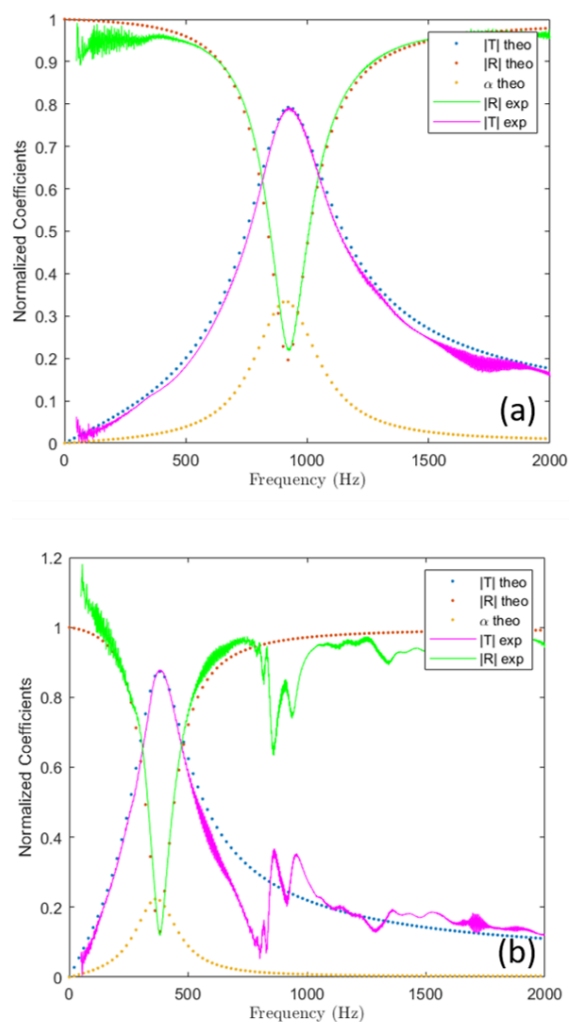 1
0.9
0.8
0.7
0.6
0.5
0.4
0.3
0.2
0.1
0
Normalized Coefficients
|T| theo
|R| theo
α theo
|R| exp
|T| exp
(a)
0 500 1000 1500 2000
Frequency (Hz)
1.2
1
0.8
0.6
0.4
0.2
0
Normalized Coefficients
|T| theo
|R| theo
α theo
|T| exp
|R| exp
(b)
0 500 1000 1500 2000
Frequency (Hz)